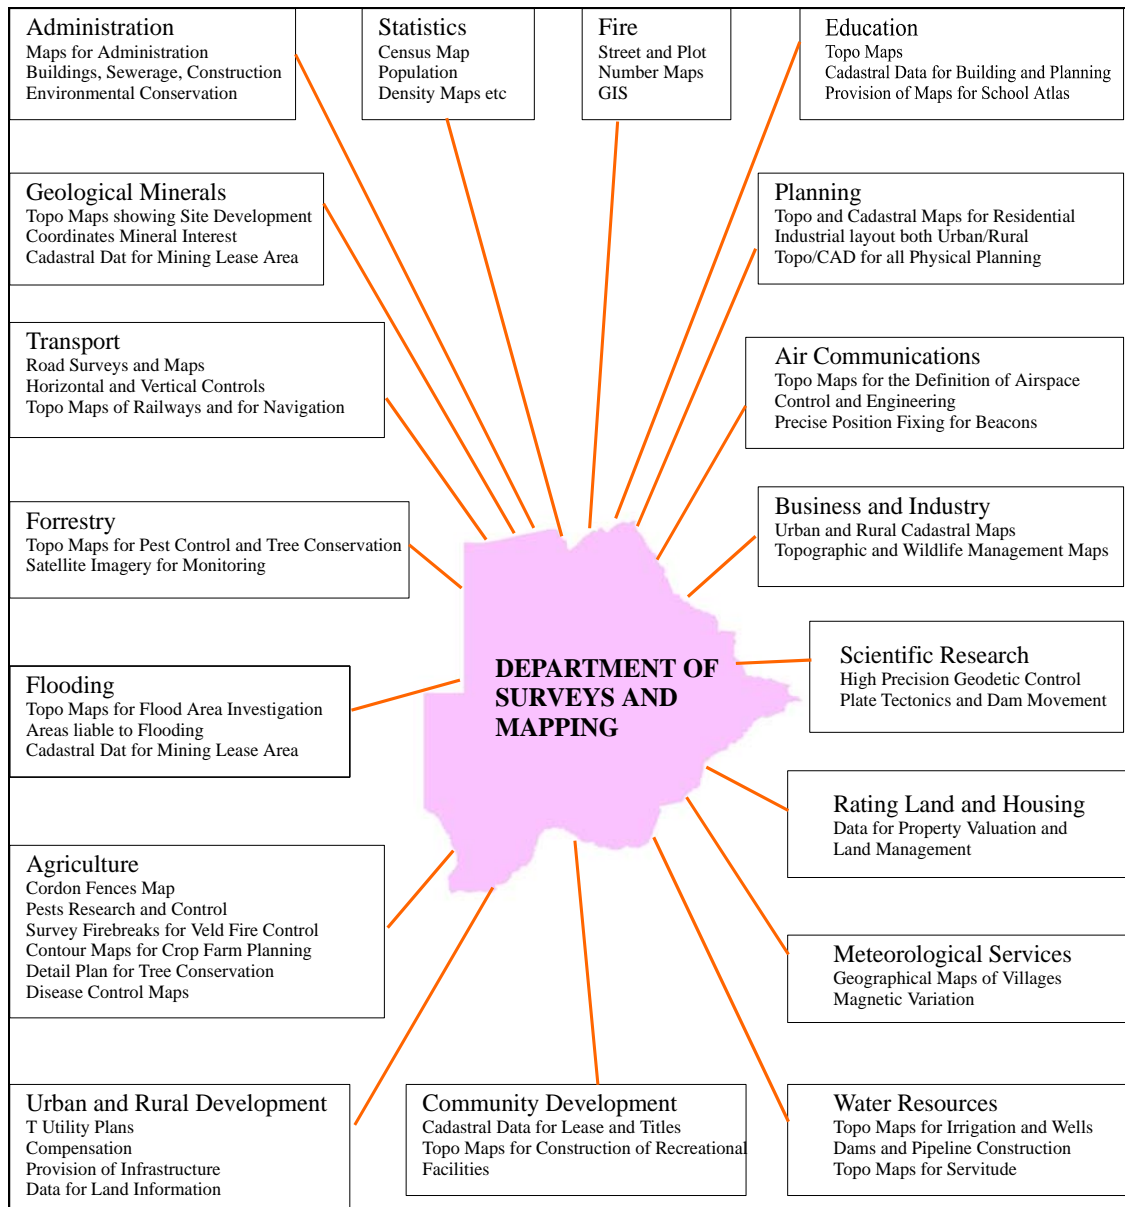 Administration
Maps for Administration
Buildings, Sewerage, Construction
Environmental Conservation
Statistics
Census Map
Population
Density Maps etc
Fire
Street and Plot
Number Maps
GIS
Education
Topo Maps
Cadastral Data for Building and Planning
Provision of Maps for School Atlas
Geological Minerals
Topo Maps showing Site Development
Coordinates Mineral Interest
Cadastral Dat for Mining Lease Area
Planning
Topo and Cadastral Maps for Residential
Industrial layout both Urban/Rural
Topo/CAD for all Physical Planning
Transport
Road Surveys and Maps
Horizontal and Vertical Controls
Topo Maps of Railways and for Navigation
Air Communications
Topo Maps for the Definition of Airspace
Control and Engineering
Precise Position Fixing for Beacons
Forrestry
Topo Maps for Pest Control and Tree Conservation
Satellite Imagery for Monitoring
Business and Industry
Urban and Rural Cadastral Maps
Topographic and Wildlife Management Maps
DEPARTMENT OF
SURVEYS AND
MAPPING
Scientific Research
High Precision Geodetic Control
Plate Tectonics and Dam Movement
Flooding
Topo Maps for Flood Area Investigation
Areas liable to Flooding
Cadastral Dat for Mining Lease Area
Rating Land and Housing
Data for Property Valuation and
Land Management
Agriculture
Cordon Fences Map
Pests Research and Control
Survey Firebreaks for Veld Fire Control
Contour Maps for Crop Farm Planning
Detail Plan for Tree Conservation
Disease Control Maps
Meteorological Services
Geographical Maps of Villages
Magnetic Variation
Urban and Rural Development
T Utility Plans
Compensation
Provision of Infrastructure
Data for Land Information
Community Development
Cadastral Data for Lease and Titles
Topo Maps for Construction of Recreational
Facilities
Water Resources
Topo Maps for Irrigation and Wells
Dams and Pipeline Construction
Topo Maps for Servitude